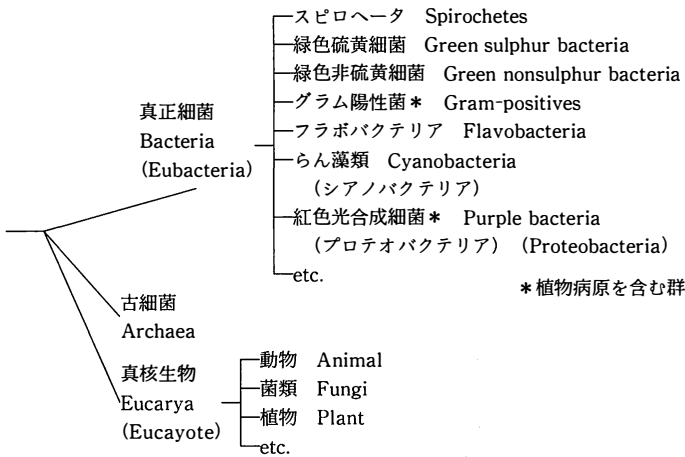 スピロヘータ Spirochetes
緑色硫黄細菌 Green sulphur bacteria
緑色非硫黄細菌 Green nonsulphur bacteria
グラム陽性菌＊ Gram-positives
フラボバクテリア Flavobacteria
らん藻類 Cyanobacteria
（シアノバクテリア）
紅色光合成細菌＊ Purple bacteria
（プロテオバクテリア）（Proteobacteria）
etc.
＊植物病原を含む群
真正細菌
Bacteria
(Eubacteria)
古細菌
Archaea
真核生物
Eucarya
(Eucayote)
動物 Animal
菌類 Fungi
植物 Plant
etc.